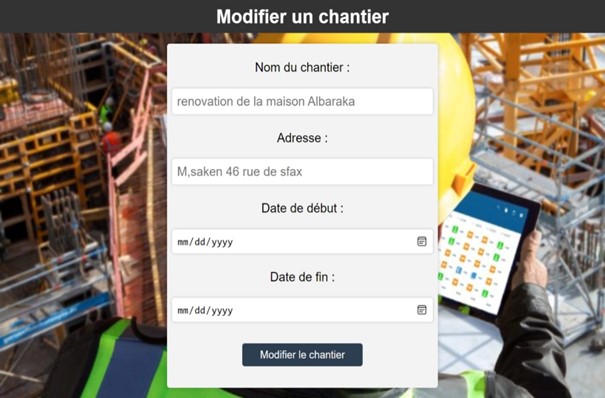 Modifier un chantier
Nom du chantier :
renovation de la maison Albaraka
Adresse :
M,saken 46 rue de sfax
Date de début :
mm/dd/yyyy
Date de fin :
mm/dd/yyyy
Modifier le chantier